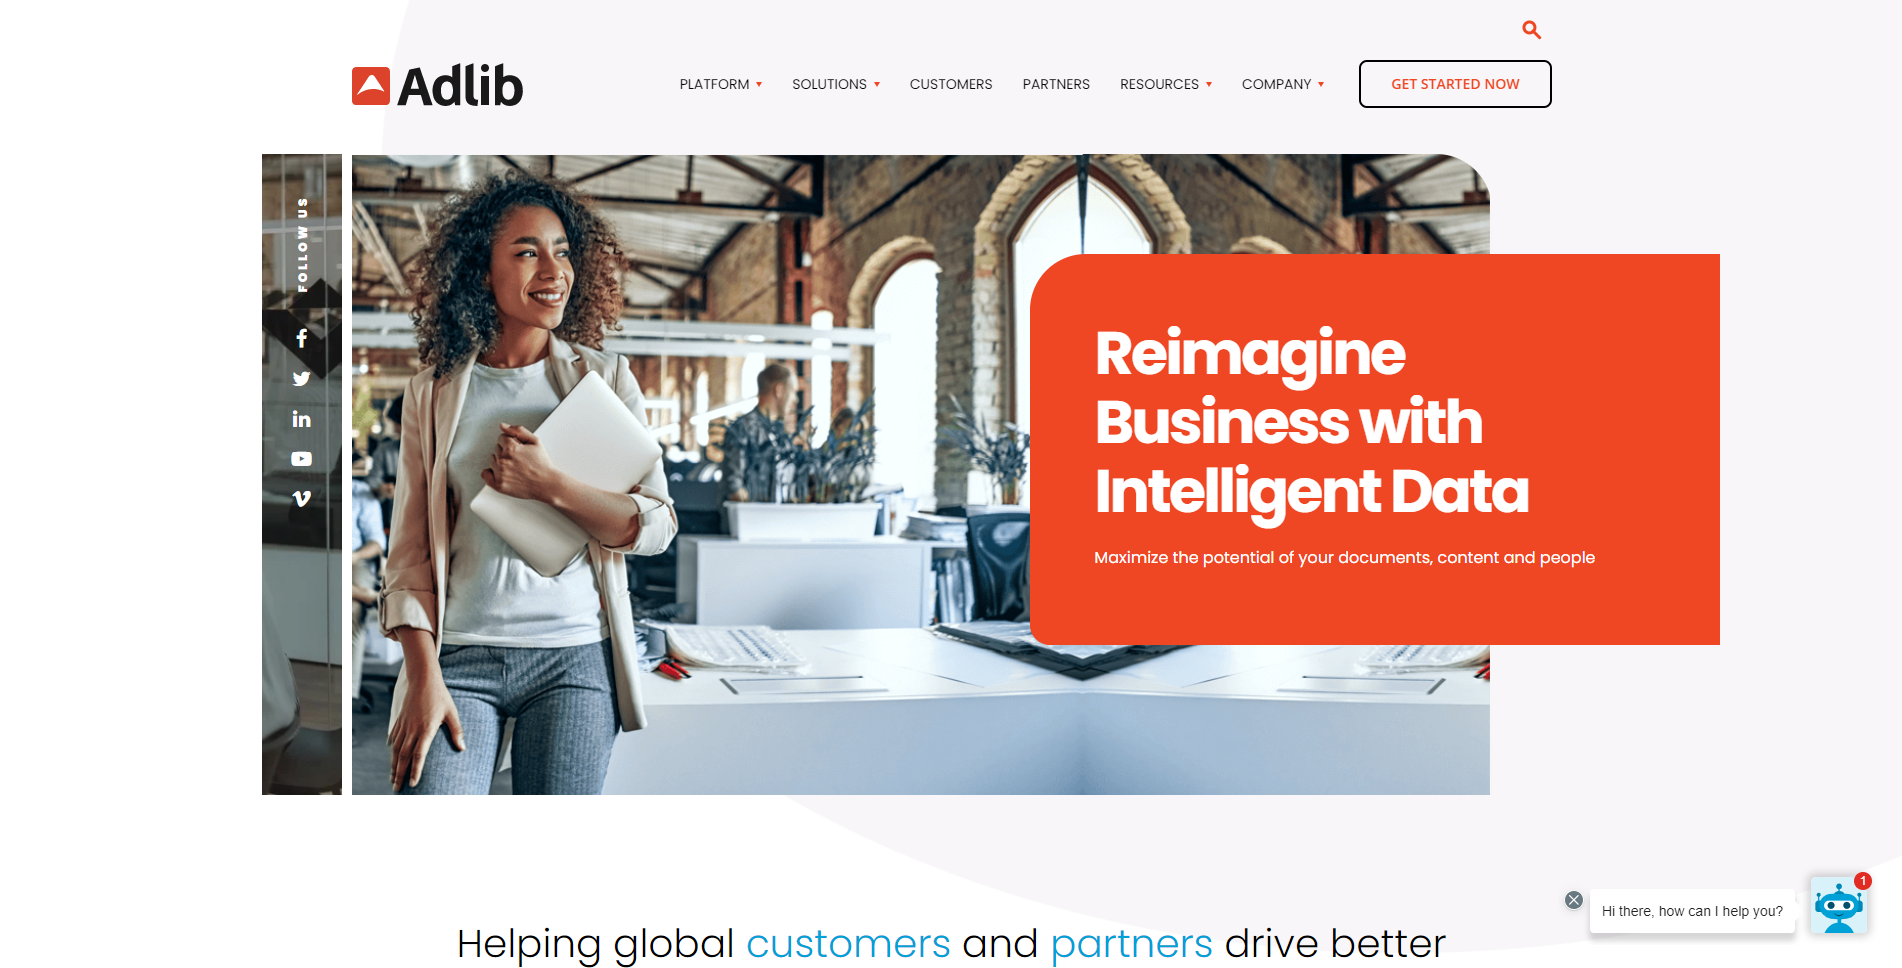 Adlib
PLATFORM
SOLUTIONS
CUSTOMERS
PARTNERS
RESOURCES
COMPANY
GET STARTED NOW
FOLLOW US
Reimagine
Business with
Intelligent Data
Maximize the potential of your documents, content and people
Helping global customers and partners drive better
Hi there, how can I help you?
1